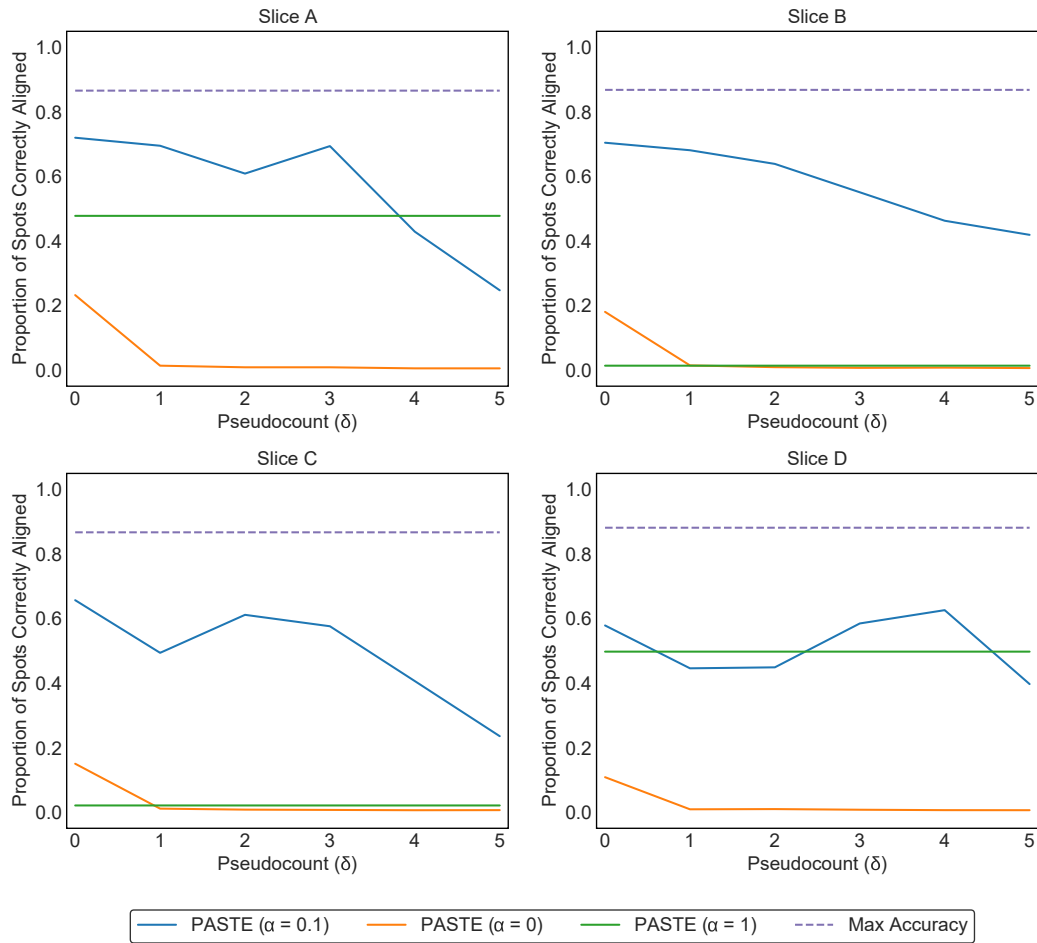 Slice A
Proportion of Spots Correctly Aligned
1.0
0.8
0.6
0.4
0.2
0.0
0 1 2 3 4 5
Pseudocount (δ)
Slice B
Proportion of Spots Correctly Aligned
1.0
0.8
0.6
0.4
0.2
0.0
0 1 2 3 4 5
Pseudocount (δ)
Slice C
Proportion of Spots Correctly Aligned
1.0
0.8
0.6
0.4
0.2
0.0
0 1 2 3 4 5
Pseudocount (δ)
Slice D
Proportion of Spots Correctly Aligned
1.0
0.8
0.6
0.4
0.2
0.0
0 1 2 3 4 5
Pseudocount (δ)
PASTE (α = 0.1) PASTE (α = 0) PASTE (α = 1) Max Accuracy